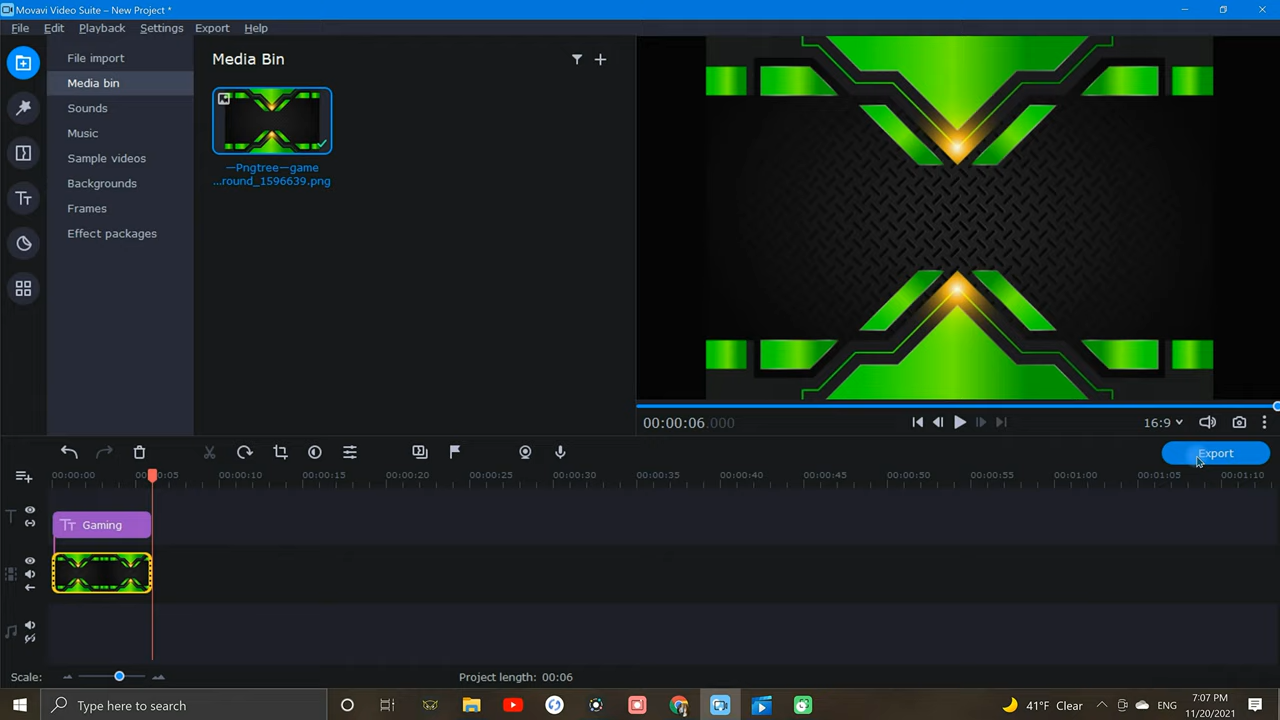 Movavi Video Suite – New Project *
File Edit Playback Settings Export Help
File import
Media bin
Sounds
Music
Sample videos
Backgrounds
Frames
Effect packages
Media Bin
—Pngtree—game
...round_1596639.png
00:00:06.000
16:9
Export
00:00:00 :00:05 00:00:10 00:00:15 00:00:20 00:00:25 00:00:30 00:00:35 00:00:40 00:00:45 00:00:50 00:00:55 00:01:00 00:01:05 00:01:10
Tт Gaming
Scale:
Project length: 00:06
Type here to search
41°F Clear
ENG
7:07 PM
11/20/2021